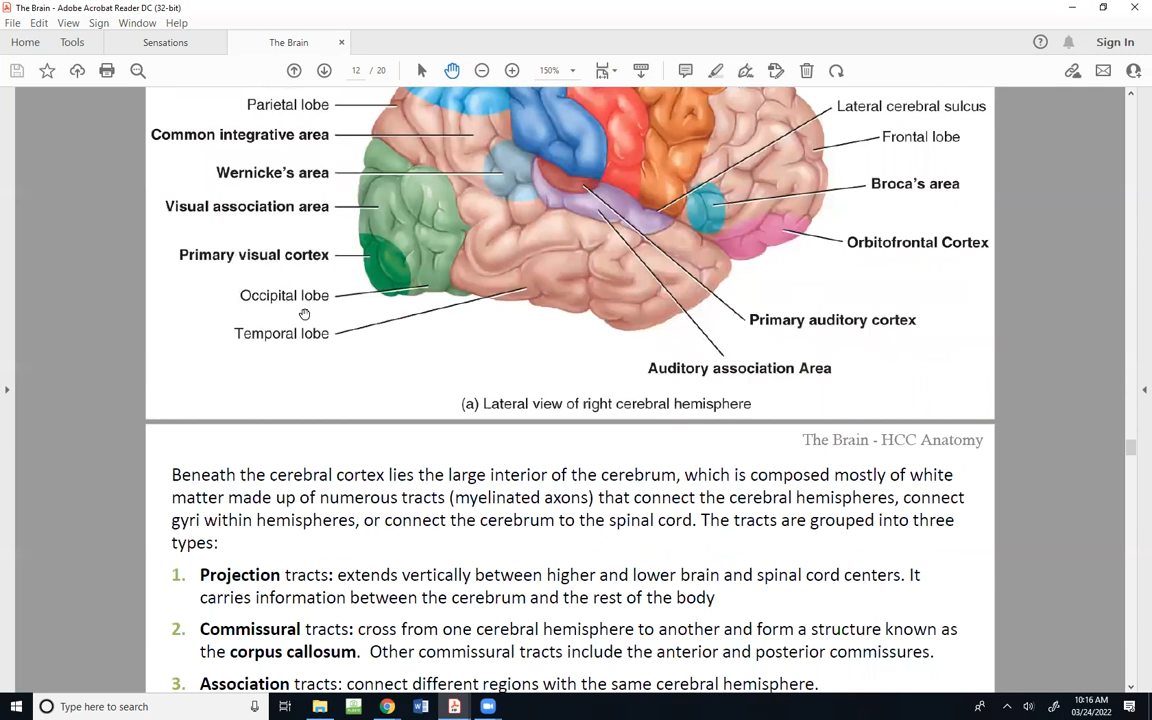 The Brain - Adobe Acrobat Reader DC (32-bit)
File Edit View Sign Window Help
Home Tools Sensations The Brain × Sign In
12 / 20 150%
Parietal lobe
Lateral cerebral sulcus
Common integrative area
Frontal lobe
Wernicke's area
Broca's area
Visual association area
Orbitofrontal Cortex
Primary visual cortex
Occipital lobe
Primary auditory cortex
Temporal lobe
Auditory association Area
(a) Lateral view of right cerebral hemisphere
The Brain - HCC Anatomy
Beneath the cerebral cortex lies the large interior of the cerebrum, which is composed mostly of white
matter made up of numerous tracts (myelinated axons) that connect the cerebral hemispheres, connect
gyri within hemispheres, or connect the cerebrum to the spinal cord. The tracts are grouped into three
types:
1. Projection tracts: extends vertically between higher and lower brain and spinal cord centers. It
carries information between the cerebrum and the rest of the body
2. Commissural tracts: cross from one cerebral hemisphere to another and form a structure known as
the corpus callosum. Other commissural tracts include the anterior and posterior commissures.
3. Association tracts: connect different regions with the same cerebral hemisphere.
Type here to search
10:16 AM
03/24/2022